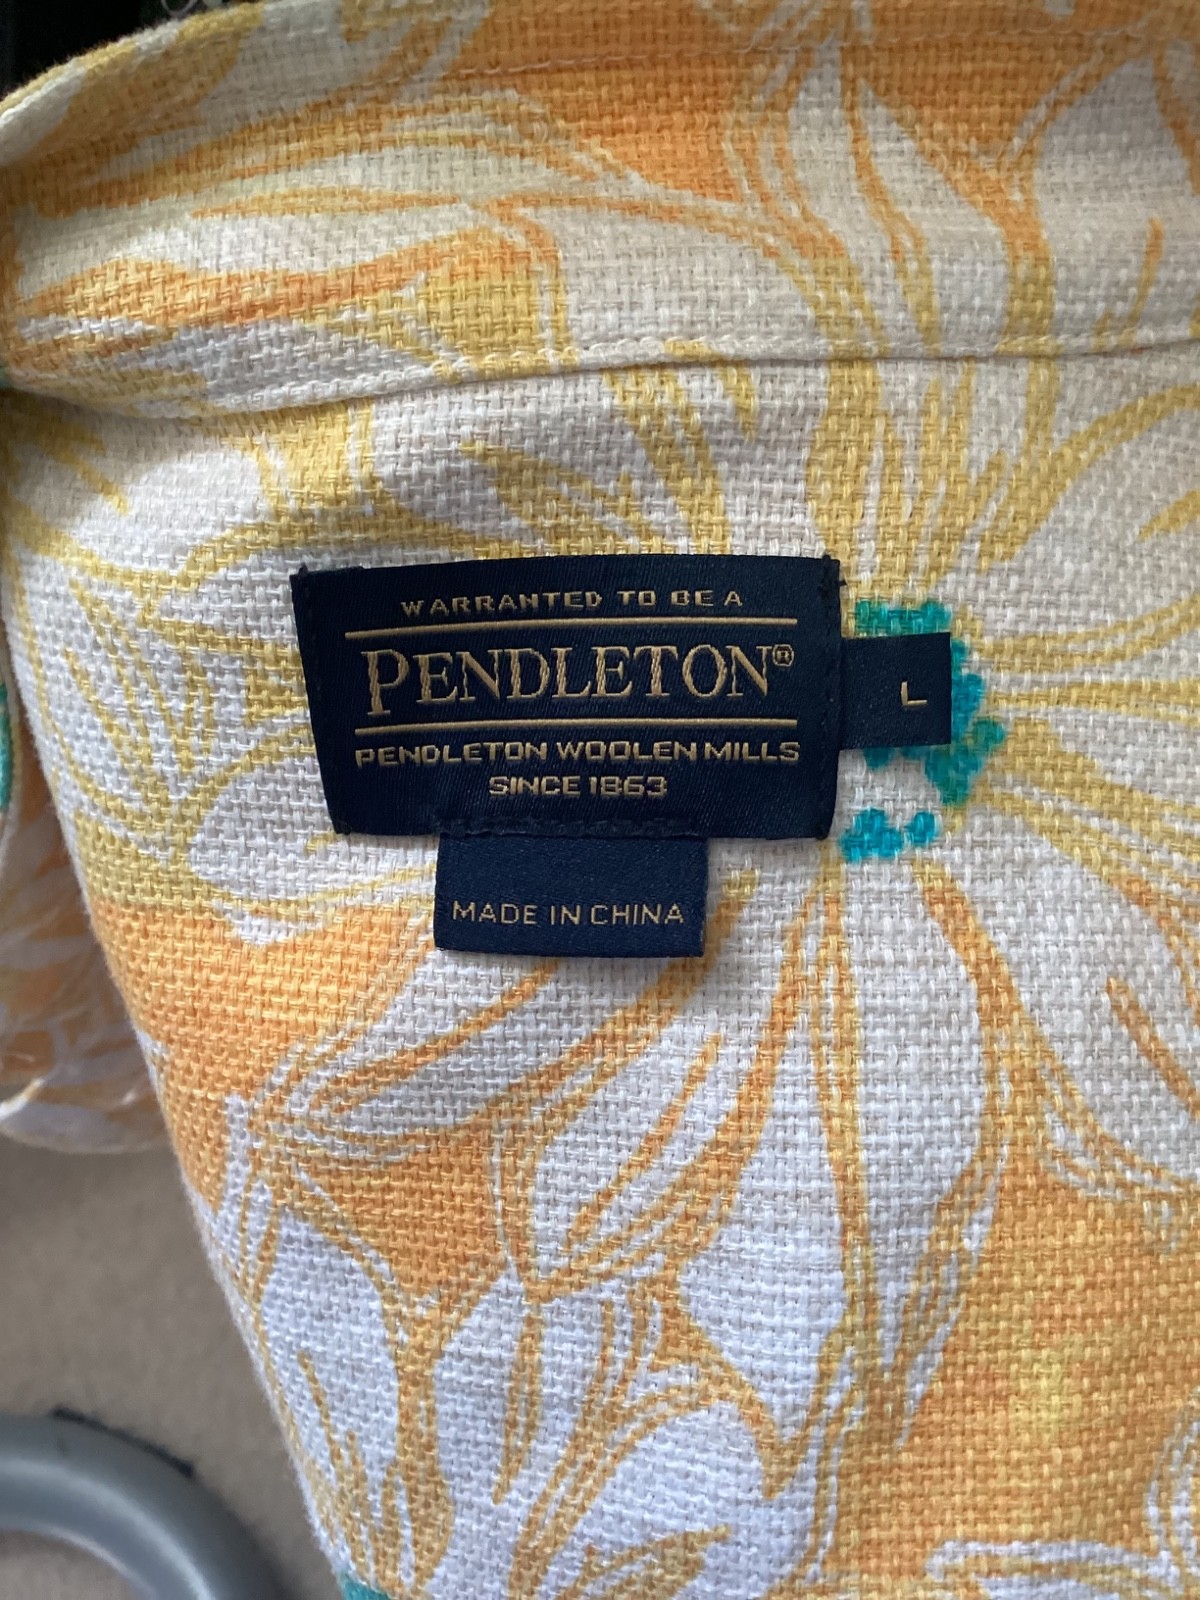 WARRANTED TO BE A
PENDLETON®
PENDLETON WOOLEN MILLS
SINCE 1863
L
MADE IN CHINA